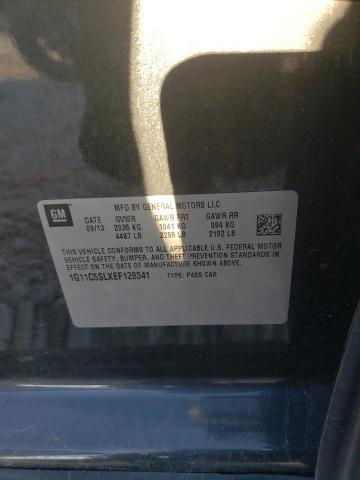 MFD BY GENERAL MOTORS LLC
GM
DATE GVWR GAWR FRT GAWR RR
09/13 2035 KG 1041 KG 994 KG
4487 LB 2295 LB 2192 LB
THIS VEHICLE CONFORMS TO ALL APPLICABLE U.S. FEDERAL MOTOR
VEHICLE SAFETY, BUMPER, AND THEFT PREVENTION STANDARDS IN
EFFECT ON THE DATE OF MANUFACTURE SHOWN ABOVE.
1G11C5SLXEF128341 TYPE: PASS CAR